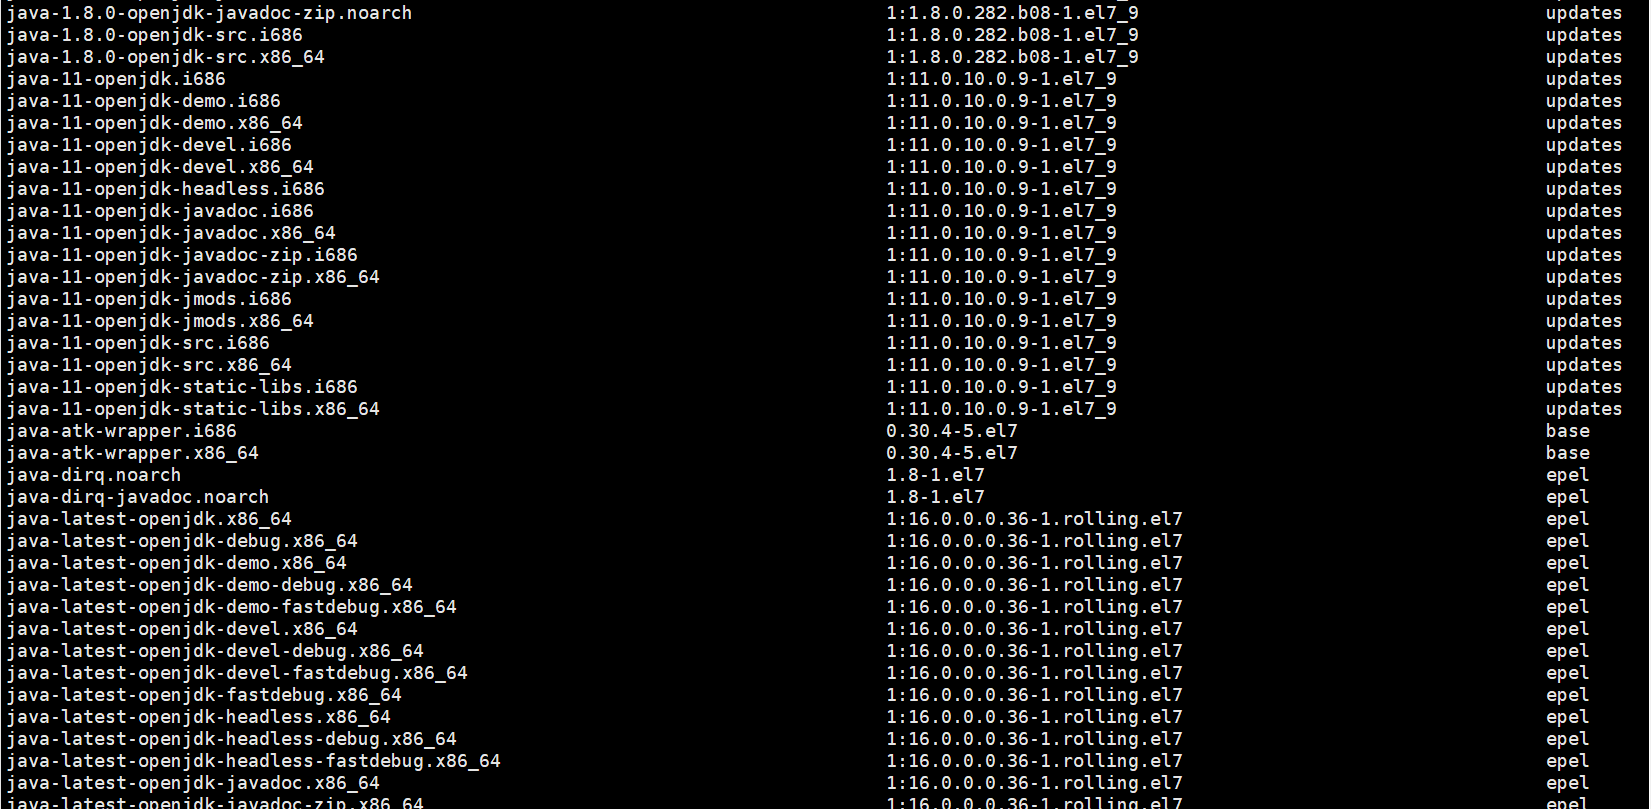 java-1.8.0-openjdk-javadoc-zip.noarch 1:1.8.0.282.b08-1.el7_9 updates
java-1.8.0-openjdk-src.i686 1:1.8.0.282.b08-1.el7_9 updates
java-1.8.0-openjdk-src.x86_64 1:1.8.0.282.b08-1.el7_9 updates
java-11-openjdk.i686 1:11.0.10.0.9-1.el7_9 updates
java-11-openjdk-demo.i686 1:11.0.10.0.9-1.el7_9 updates
java-11-openjdk-demo.x86_64 1:11.0.10.0.9-1.el7_9 updates
java-11-openjdk-devel.i686 1:11.0.10.0.9-1.el7_9 updates
java-11-openjdk-devel.x86_64 1:11.0.10.0.9-1.el7_9 updates
java-11-openjdk-headless.i686 1:11.0.10.0.9-1.el7_9 updates
java-11-openjdk-javadoc.i686 1:11.0.10.0.9-1.el7_9 updates
java-11-openjdk-javadoc.x86_64 1:11.0.10.0.9-1.el7_9 updates
java-11-openjdk-javadoc-zip.i686 1:11.0.10.0.9-1.el7_9 updates
java-11-openjdk-javadoc-zip.x86_64 1:11.0.10.0.9-1.el7_9 updates
java-11-openjdk-jmods.i686 1:11.0.10.0.9-1.el7_9 updates
java-11-openjdk-jmods.x86_64 1:11.0.10.0.9-1.el7_9 updates
java-11-openjdk-src.i686 1:11.0.10.0.9-1.el7_9 updates
java-11-openjdk-src.x86_64 1:11.0.10.0.9-1.el7_9 updates
java-11-openjdk-static-libs.i686 1:11.0.10.0.9-1.el7_9 updates
java-11-openjdk-static-libs.x86_64 1:11.0.10.0.9-1.el7_9 updates
java-atk-wrapper.i686 0.30.4-5.el7 base
java-atk-wrapper.x86_64 0.30.4-5.el7 base
java-dirq.noarch 1.8-1.el7 epel
java-dirq-javadoc.noarch 1.8-1.el7 epel
java-latest-openjdk.x86_64 1:16.0.0.0.36-1.rolling.el7 epel
java-latest-openjdk-debug.x86_64 1:16.0.0.0.36-1.rolling.el7 epel
java-latest-openjdk-demo.x86_64 1:16.0.0.0.36-1.rolling.el7 epel
java-latest-openjdk-demo-debug.x86_64 1:16.0.0.0.36-1.rolling.el7 epel
java-latest-openjdk-demo-fastdebug.x86_64 1:16.0.0.0.36-1.rolling.el7 epel
java-latest-openjdk-devel.x86_64 1:16.0.0.0.36-1.rolling.el7 epel
java-latest-openjdk-devel-debug.x86_64 1:16.0.0.0.36-1.rolling.el7 epel
java-latest-openjdk-devel-fastdebug.x86_64 1:16.0.0.0.36-1.rolling.el7 epel
java-latest-openjdk-fastdebug.x86_64 1:16.0.0.0.36-1.rolling.el7 epel
java-latest-openjdk-headless.x86_64 1:16.0.0.0.36-1.rolling.el7 epel
java-latest-openjdk-headless-debug.x86_64 1:16.0.0.0.36-1.rolling.el7 epel
java-latest-openjdk-headless-fastdebug.x86_64 1:16.0.0.0.36-1.rolling.el7 epel
java-latest-openjdk-javadoc.x86_64 1:16.0.0.0.36-1.rolling.el7 epel
java-latest-openjdk-javadoc-zip.x86_64 1:16.0.0.0.36-1.rolling.el7 epel